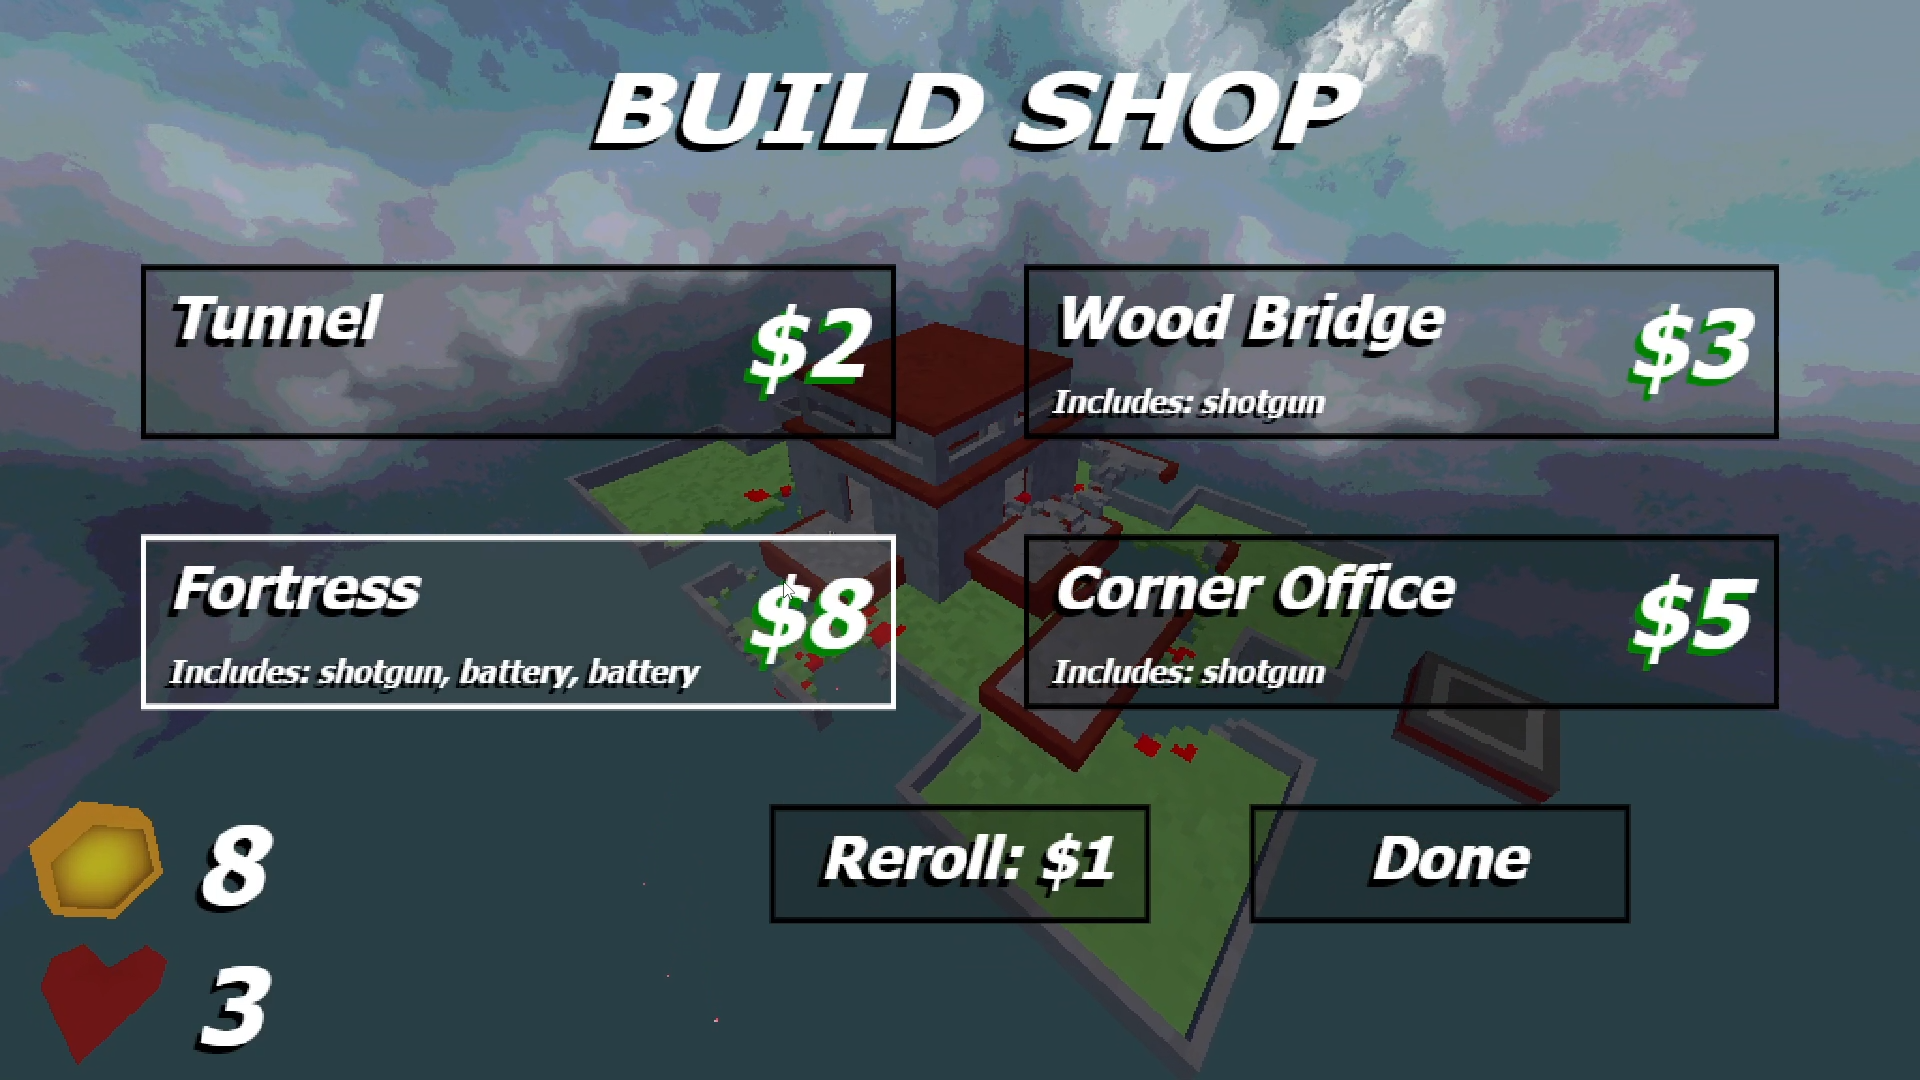 BUILD SHOP
Tunnel
$2
Wood Bridge
$3
Includes: shotgun
Fortress
$8
Includes: shotgun, battery, battery
Corner Office
$5
Includes: shotgun
8
Reroll: $1
Done
3